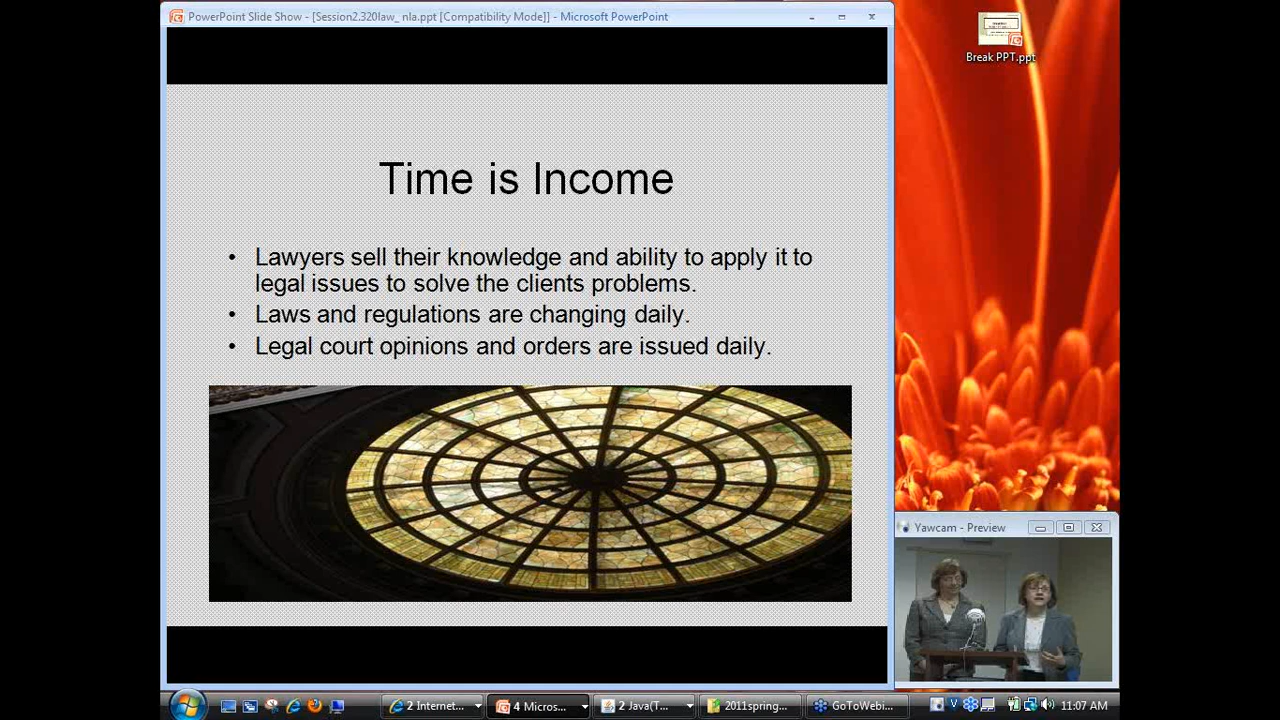 PowerPoint Slide Show - [Session2.320law_ nla.ppt [Compatibility Mode]] - Microsoft PowerPoint
Break PPT.ppt
Time is Income
• Lawyers sell their knowledge and ability to apply it to
legal issues to solve the clients problems.
• Laws and regulations are changing daily.
• Legal court opinions and orders are issued daily.
Yawcam - Preview
2 Internet...
4 Micros...
2 Java(T...
2011spring...
GoToWebi...
11:07 AM